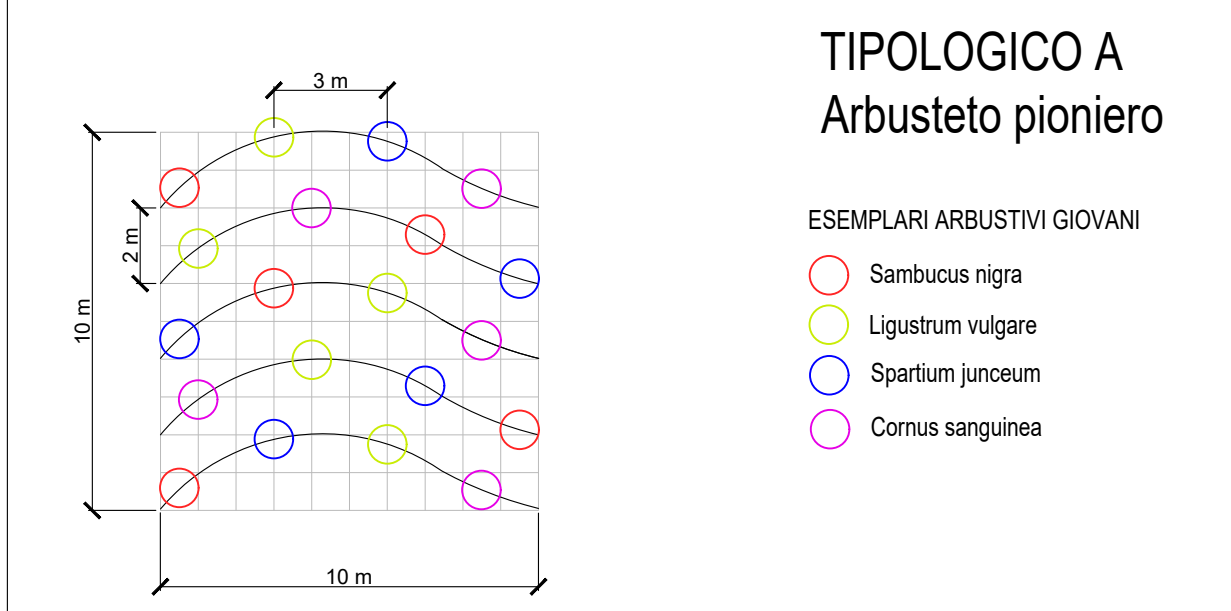 TIPOLOGICO A
Arbusteto pioniero
3 m
2 m
10 m
10 m
ESEMPLARI ARBUSTIVI GIOVANI
Sambucus nigra
Ligustrum vulgare
Spartium junceum
Cornus sanguinea